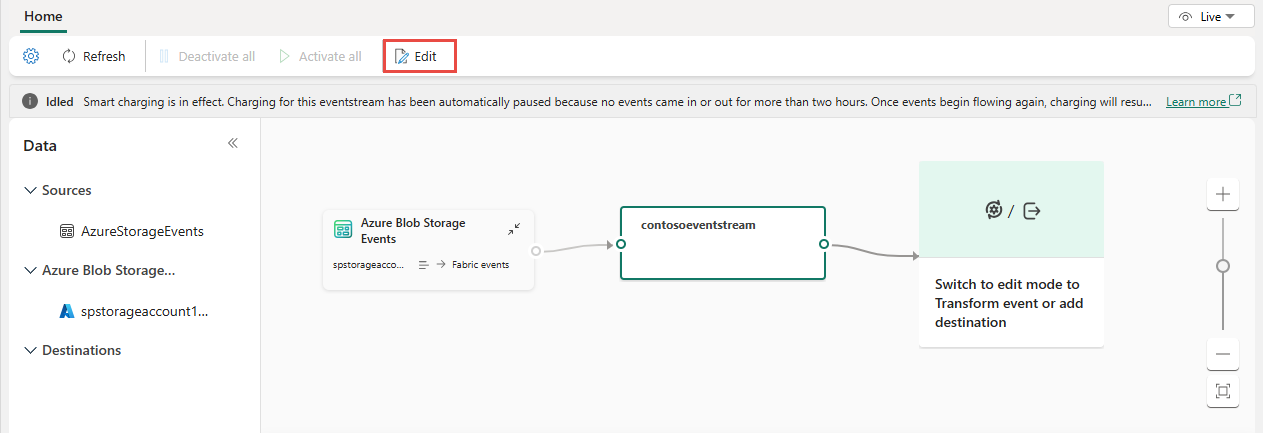 Home
Live
Refresh
Deactivate all
Activate all
Edit
Idled Smart charging is in effect. Charging for this eventstream has been automatically paused because no events came in or out for more than two hours. Once events begin flowing again, charging will resu... Learn more
Data
Sources
AzureStorageEvents
Azure Blob Storage...
spstorageaccount1...
Destinations
Azure Blob Storage
Events
spstorageacco...
Fabric events
contosoeventstream
/
Switch to edit mode to
Transform event or add
destination